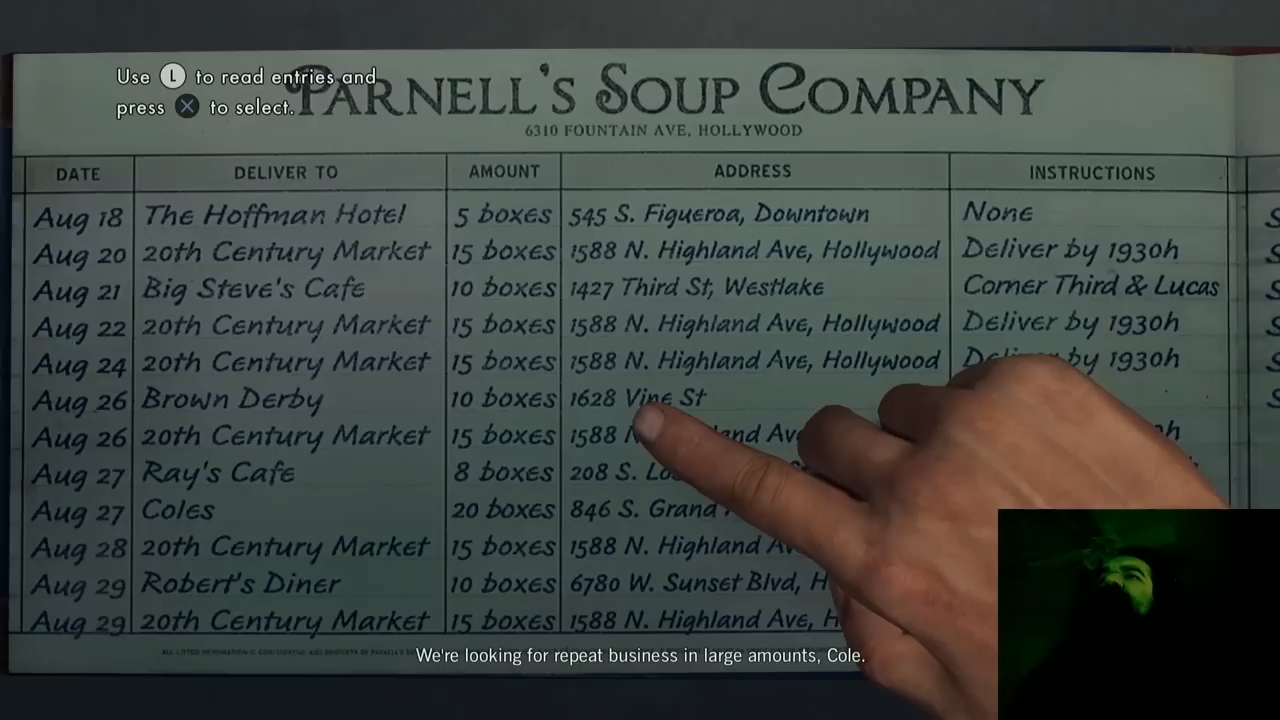 Use L to read entries and
press X to select.
PARNELL'S SOUP COMPANY
6310 FOUNTAIN AVE, HOLLYWOOD
DATE DELIVER TO AMOUNT ADDRESS INSTRUCTIONS
Aug 18 The Hoffman Hotel 5 boxes 545 S. Figueroa, Downtown None
Aug 20 20th Century Market 15 boxes 1588 N. Highland Ave, Hollywood Deliver by 1930h
Aug 21 Big Steve's Cafe 10 boxes 1427 Third St, Westlake Corner Third & Lucas
Aug 22 20th Century Market 15 boxes 1588 N. Highland Ave, Hollywood Deliver by 1930h
Aug 24 20th Century Market 15 boxes 1588 N. Highland Ave, Hollywood by 1930h
Aug 26 Brown Derby 10 boxes 1628 Vine St
Aug 26 20th Century Market 15 boxes 1588
Aug 27 Ray's Cafe 8 boxes 208 S.
Aug 27 Coles 20 boxes 846 S. Grand
Aug 28 20th Century Market 15 boxes 1588 N. Highland
Aug 29 Robert's Diner 10 boxes 6780 W. Sunset Blvd,
Aug 29 20th Century Market 15 boxes 1588 N. Highland Ave,
We're looking for repeat business in large amounts, Cole.